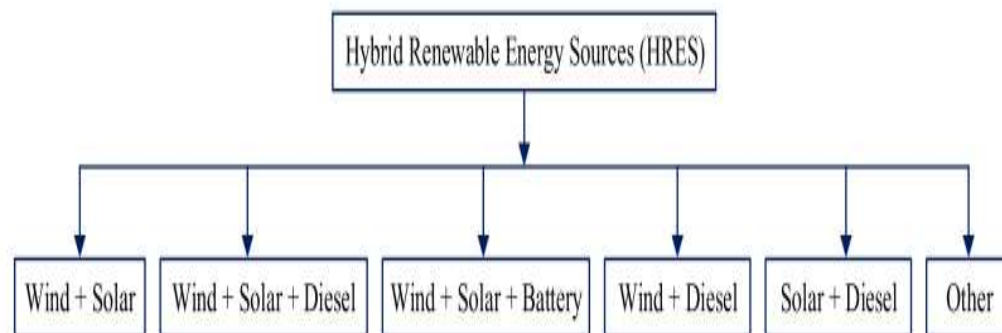 Hybrid Renewable Energy Sources (HRES)
Wind + Solar
Wind + Solar + Diesel
Wind + Solar + Battery
Wind + Diesel
Solar + Diesel
Other